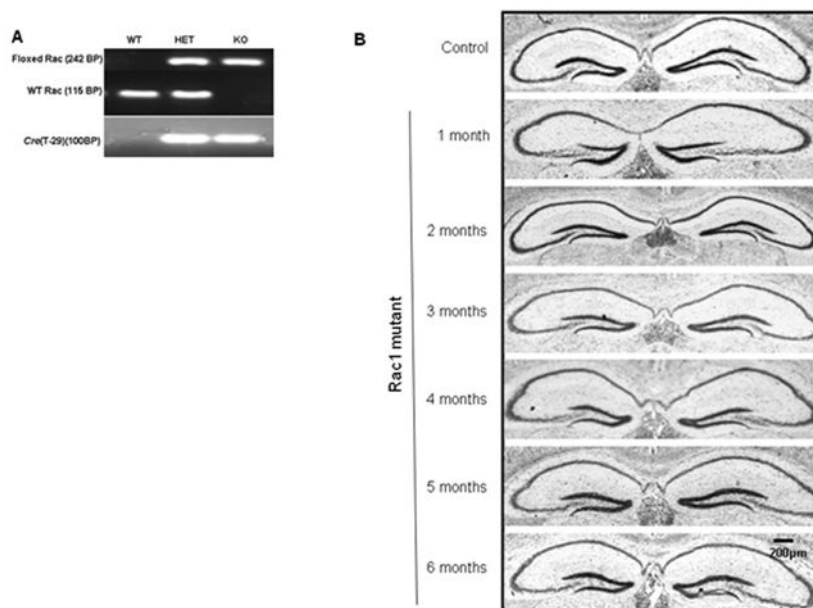 A
WT HET KO
Floxed Rac (242 BP)
WT Rac (115 BP)
Cre(T-29)(100BP)
B
Control
Rac1 mutant
1 month
2 months
3 months
4 months
5 months
6 months
200μm